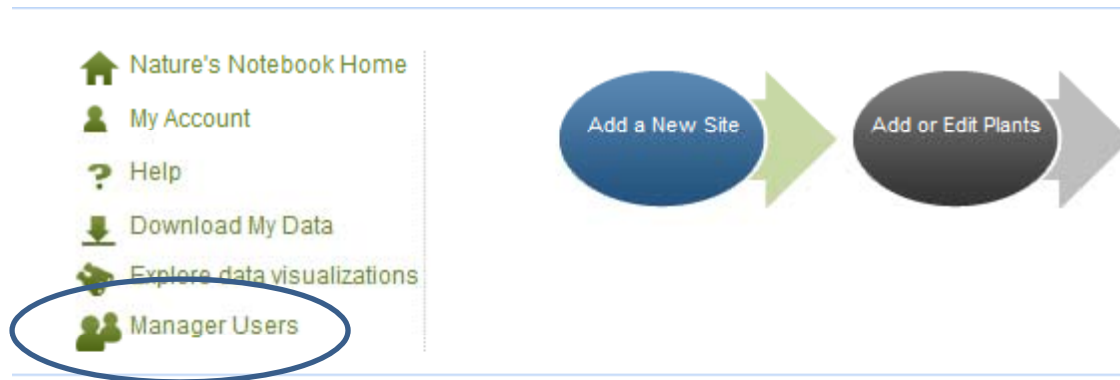 Nature's Notebook Home
My Account
Help
Download My Data
Explore data visualizations
Manager Users
Add a New Site
Add or Edit Plants